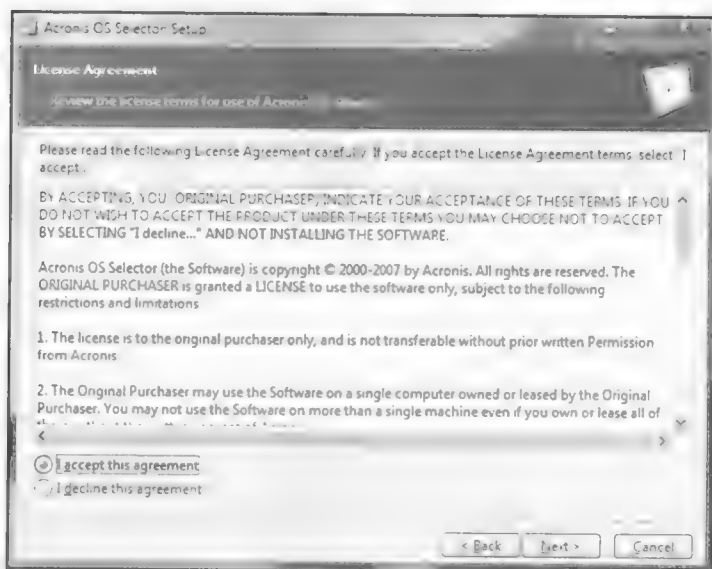 Acronis OS Selector Setup
License Agreement
Review the license terms for use of Acronis
Please read the following License Agreement carefully. If you accept the License Agreement terms select I
accept.
BY ACCEPTING, YOU, ORIGINAL PURCHASER, INDICATE YOUR ACCEPTANCE OF THESE TERMS. IF YOU
DO NOT WISH TO ACCEPT THE PRODUCT UNDER THESE TERMS YOU MAY CHOOSE NOT TO ACCEPT
BY SELECTING "I decline..." AND NOT INSTALLING THE SOFTWARE.
Acronis OS Selector (the Software) is copyright © 2000-2007 by Acronis. All rights are reserved. The
ORIGINAL PURCHASER is granted a LICENSE to use the software only, subject to the following
restrictions and limitations
1. The license is to the original purchaser only, and is not transferable without prior written Permission
from Acronis
2. The Original Purchaser may use the Software on a single computer owned or leased by the Original
Purchaser. You may not use the Software on more than a single machine even if you own or lease all of
I accept this agreement
I decline this agreement
< Back
Next >
Cancel